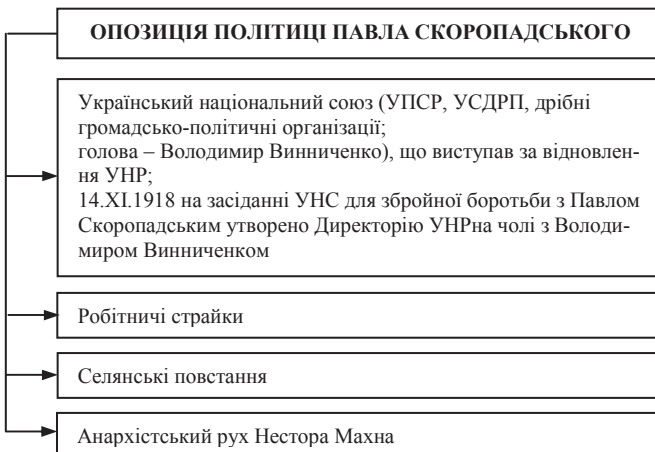 ОПОЗИЦІЯ ПОЛІТИЦІ ПАВЛА СКОРОПАДСЬКОГО
Український національний союз (УПСР, УСДРП, дрібні
громадсько-політичні організації;
голова – Володимир Винниченко), що виступав за відновлен-
ня УНР;
14.XI.1918 на засіданні УНС для збройної боротьби з Павлом
Скоропадським утворено Директорію УНРна чолі з Володи-
миром Винниченком
Робітничі страйки
Селянські повстання
Анархістський рух Нестора Махна